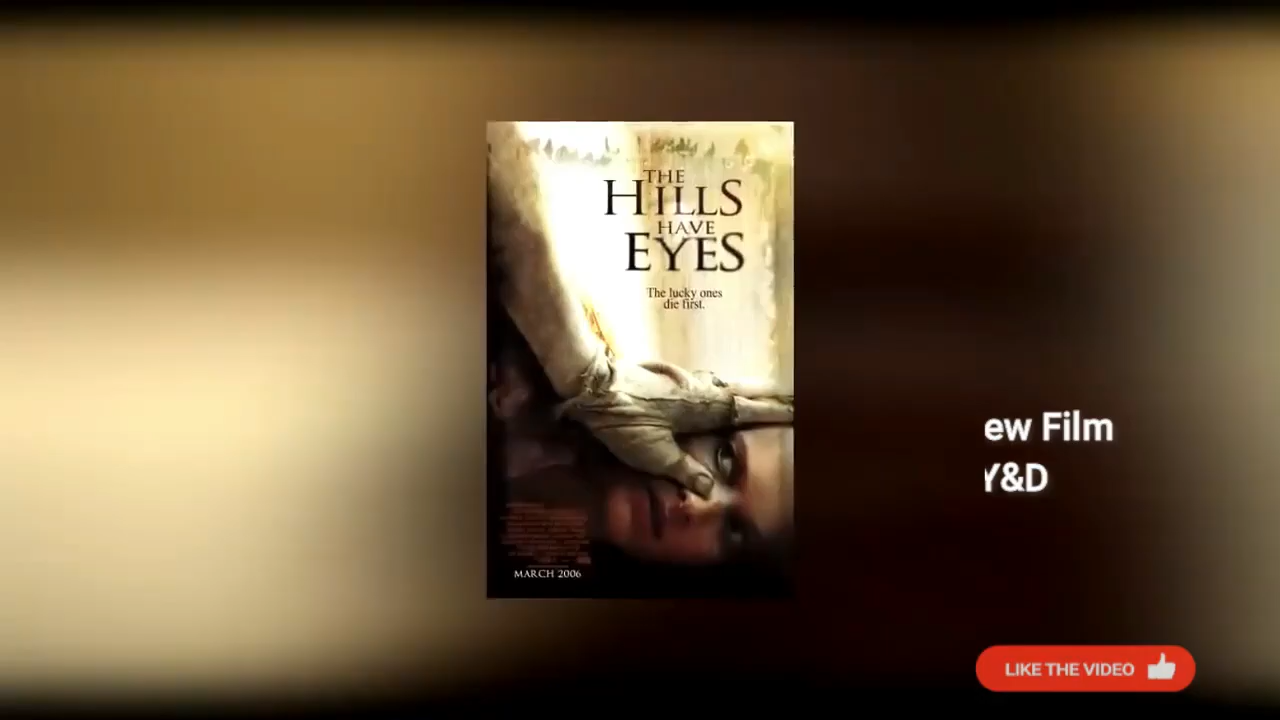 THE
HILLS
HAVE
EYES
The lucky ones
die first.
MARCH 2006
ew Film
Y&D
LIKE THE VIDEO